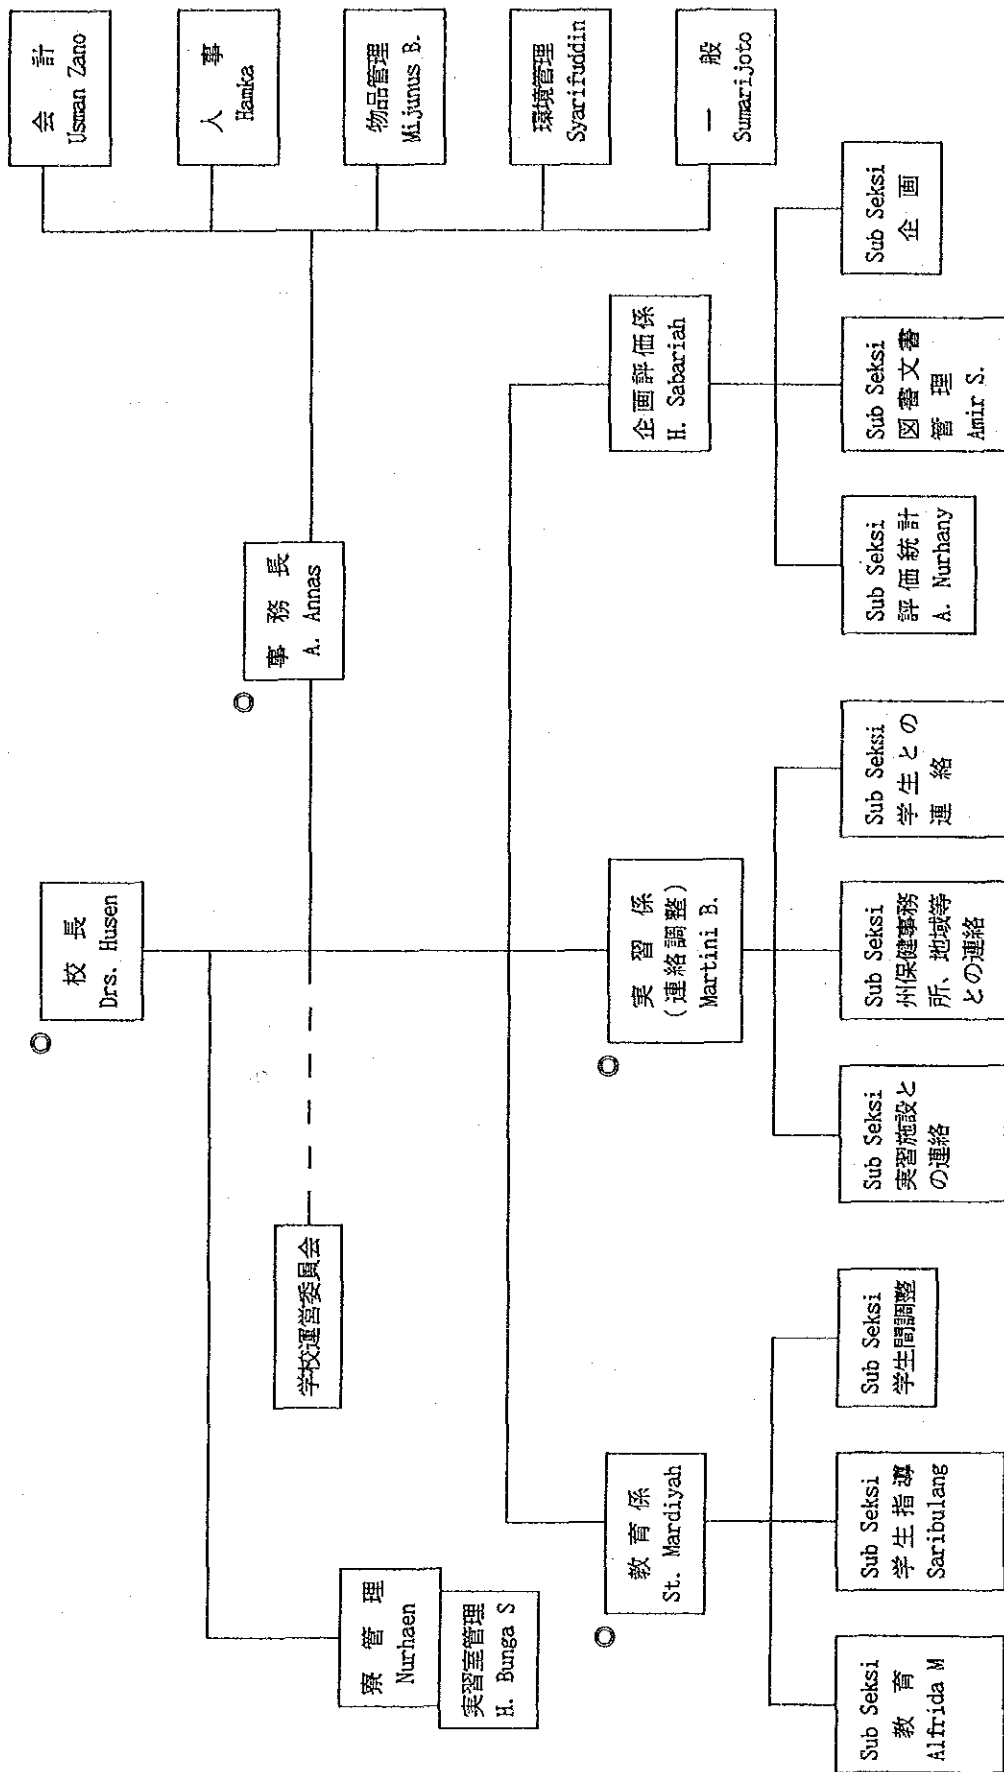 ◎
校長
Drs. Husen
寮管理
Nurhaen
実習室管理
H. Bunga S
学校運営委員会
◎
事務長
A. Annas
会計
Usman Zano
人事
Hamka
物品管理
Mijunus B.
環境管理
Syarifuddin
一般
Sumarijoto
◎
教育係
St. Mardiyah
◎
実習係
(連絡調整)
Martini B.
企画評価係
H. Sabariah
Sub Seksi
教育
Alfrida M
Sub Seksi
学生指導
Saribulang
Sub Seksi
学生間調整
Sub Seksi
実習施設と
の連絡
Sub Seksi
州保健事務
所、地域等
との連絡
Sub Seksi
学生との
連絡
Sub Seksi
評価統計
A. Nurhany
Sub Seksi
図書文書
管理
Amir S.
Sub Seksi
企画